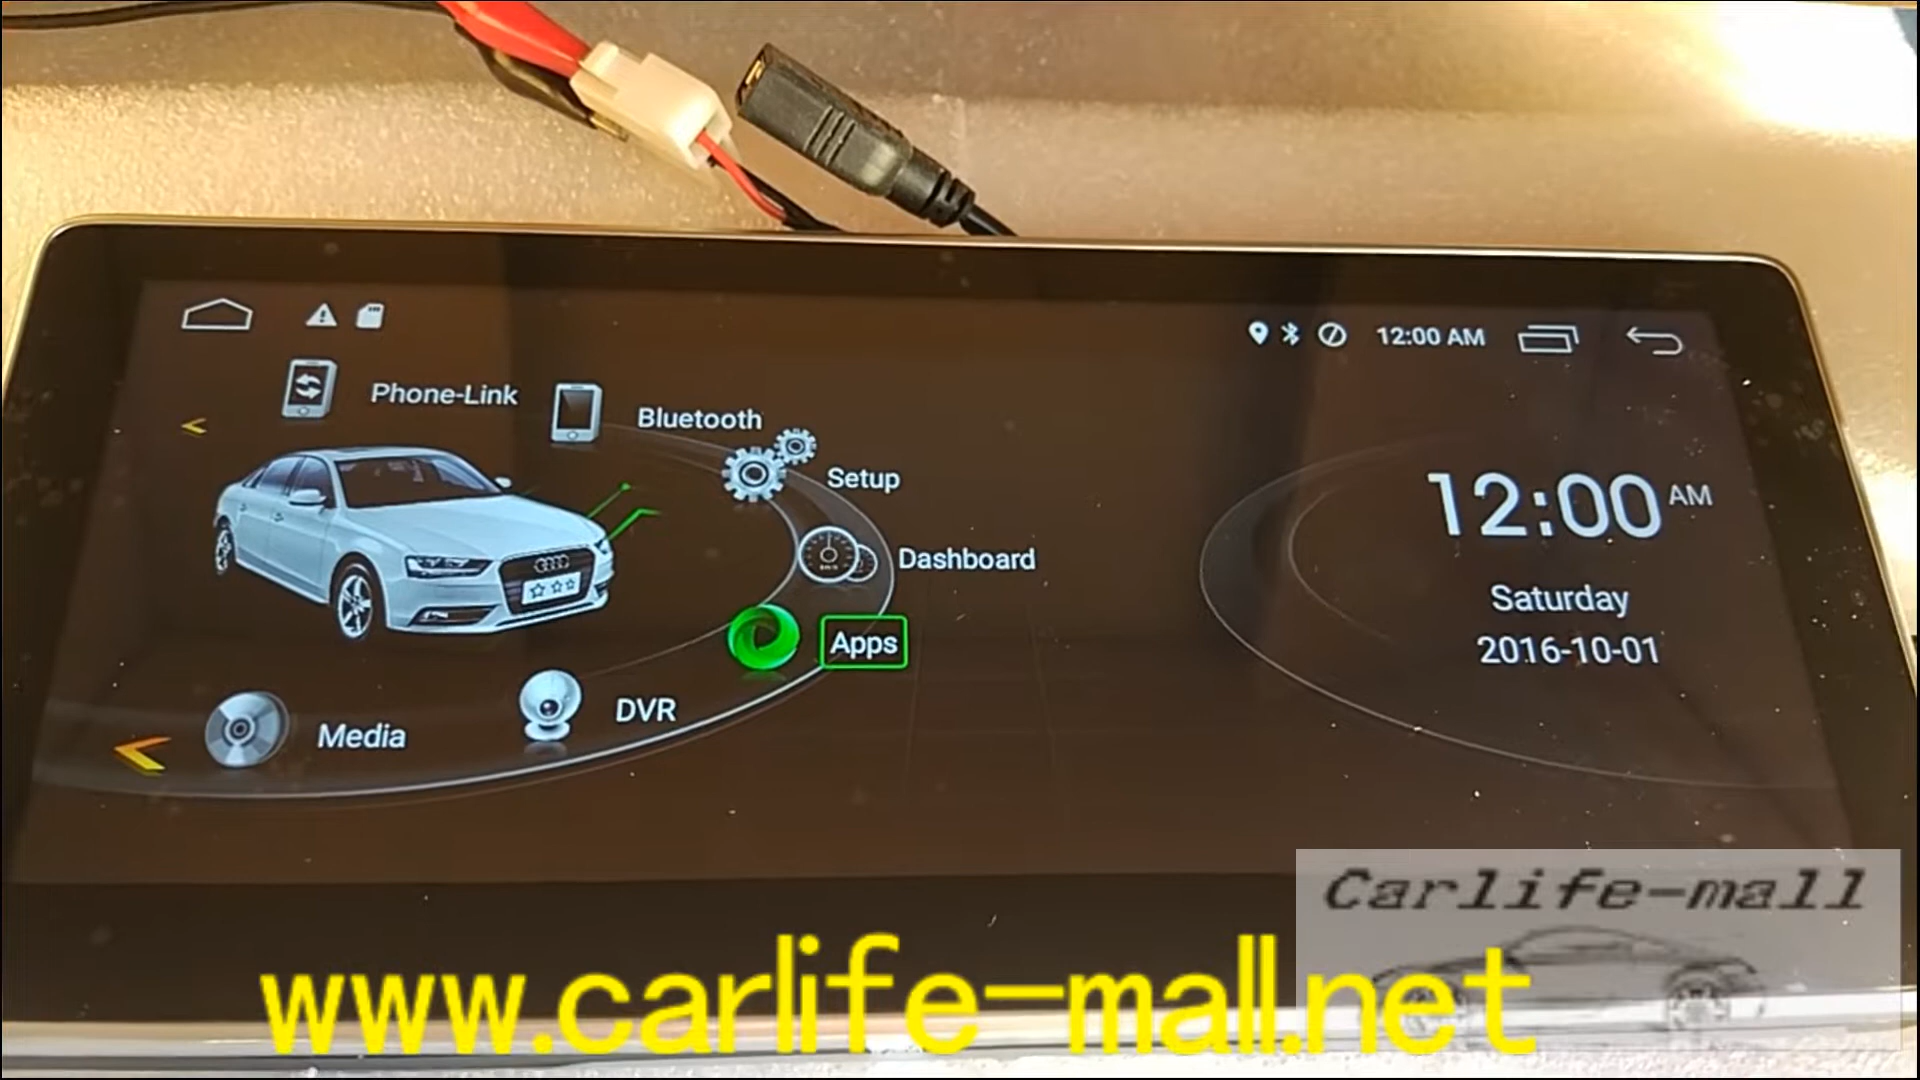 12:00 AM
Phone-Link
Bluetooth
Setup
Dashboard
Apps
DVR
Media
12:00 AM
Saturday
2016-10-01
Carlife-mall
www.carlife-mall.net